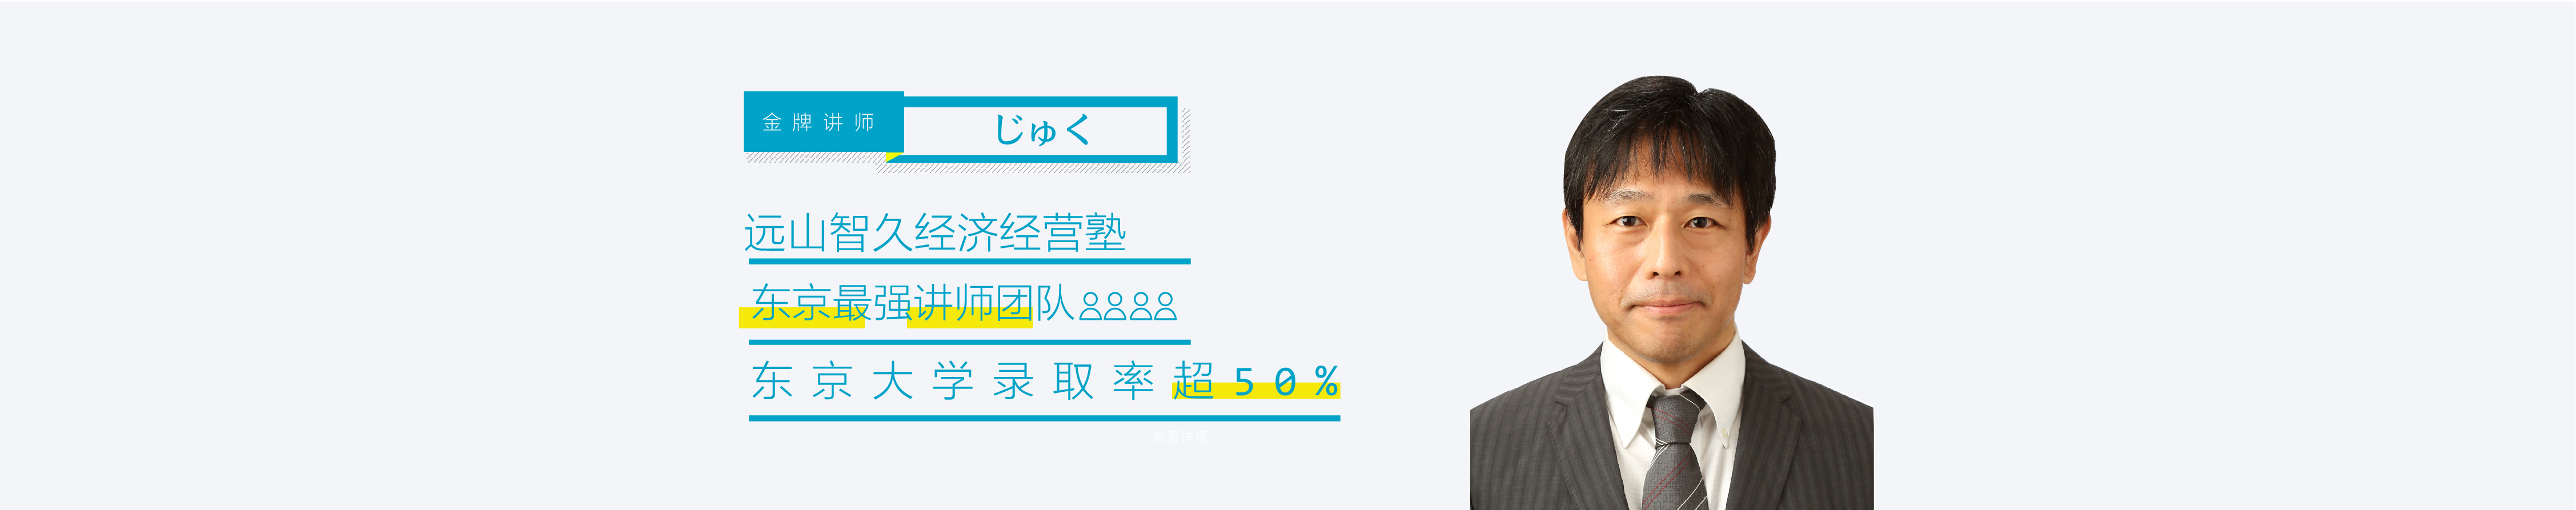 金牌讲师
じゅく
远山智久经济经营塾
东京最强讲师团队
东京大学录取率超50%
查看详情